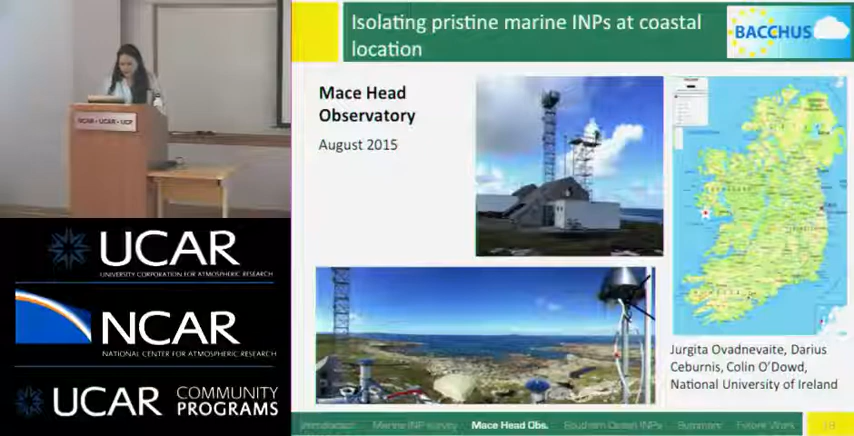 Isolating pristine marine INPs at coastal
location
BACCHUS
Mace Head
Observatory
August 2015
NCAR • UCAR • UCP
UCAR
UNIVERSITY CORPORATION FOR ATMOSPHERIC RESEARCH
NCAR
NATIONAL CENTER FOR ATMOSPHERIC RESEARCH
UCAR COMMUNITY
PROGRAMS
Jurgita Ovadnevaite, Darius
Ceburnis, Colin O'Dowd,
National University of Ireland
Introduction Marine INP survey Mace Head Obs. Southern Ocean INPs Summary Future Work